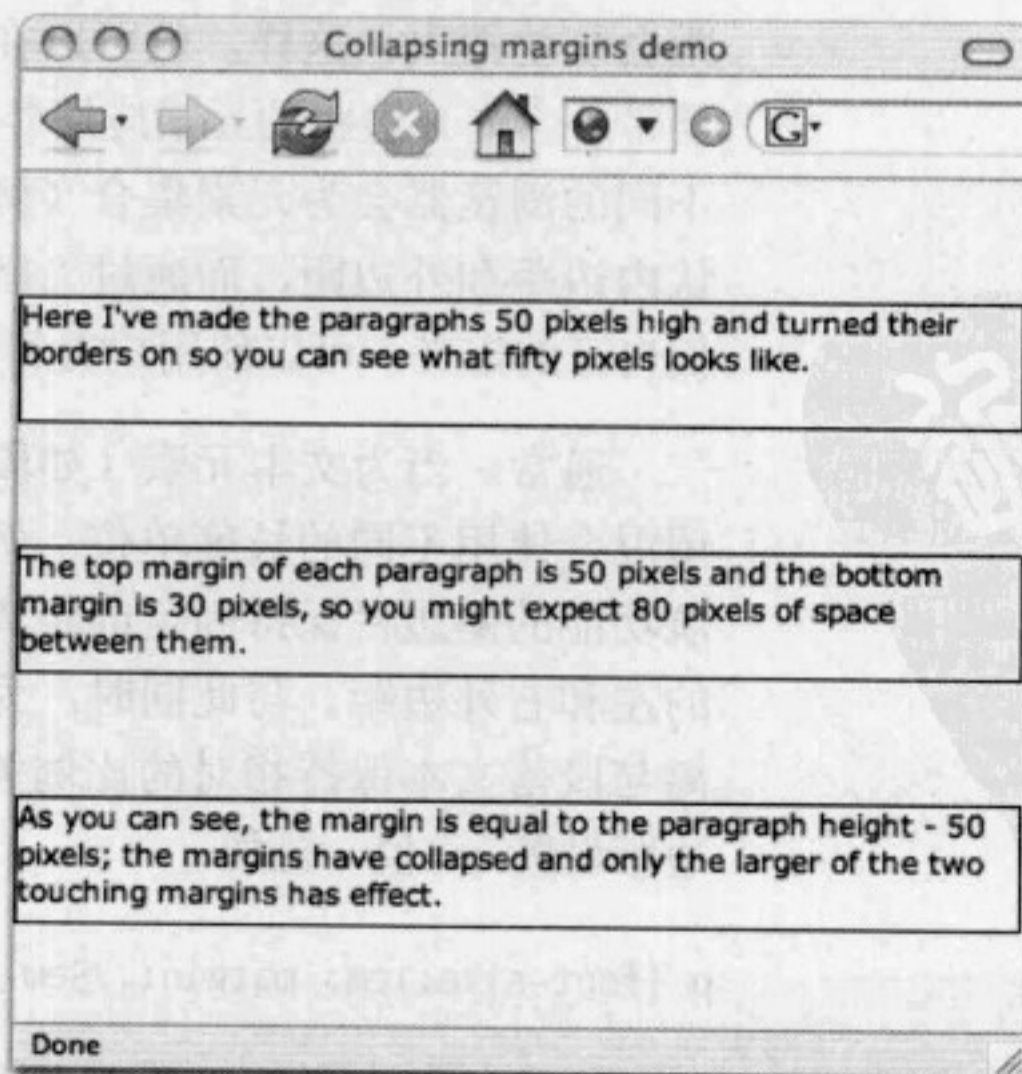 Collapsing margins demo
G
Here I've made the paragraphs 50 pixels high and turned their
borders on so you can see what fifty pixels looks like.
The top margin of each paragraph is 50 pixels and the bottom
margin is 30 pixels, so you might expect 80 pixels of space
between them.
As you can see, the margin is equal to the paragraph height - 50
pixels; the margins have collapsed and only the larger of the two
touching margins has effect.
Done